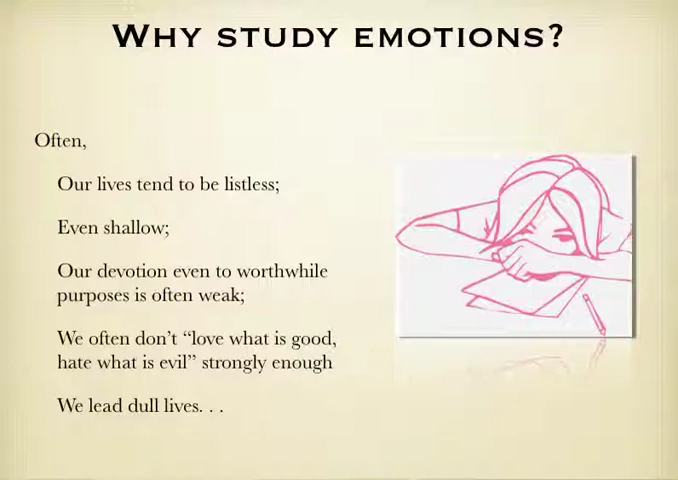 WHY STUDY EMOTIONS?
Often,
Our lives tend to be listless;
Even shallow;
Our devotion even to worthwhile
purposes is often weak;
We often don’t “love what is good,
hate what is evil” strongly enough
We lead dull lives. . .